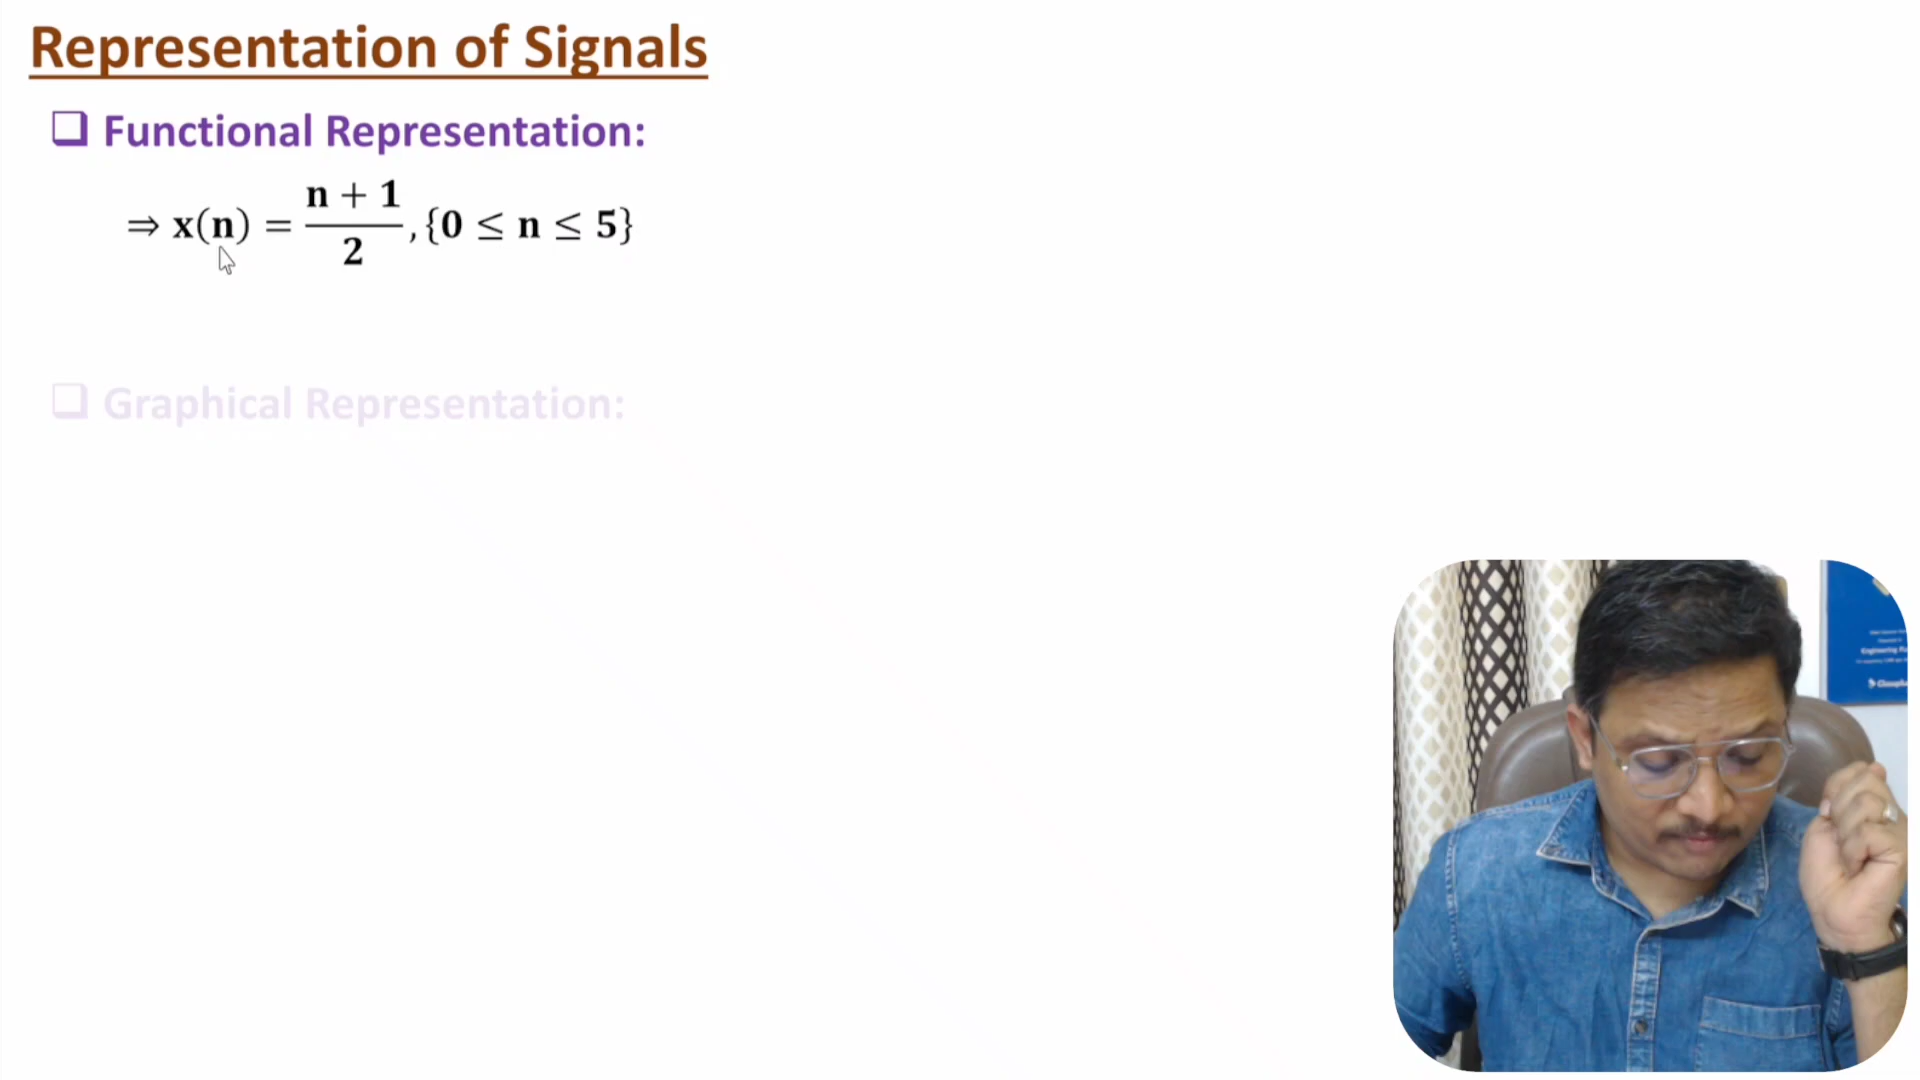 Representation of Signals
❑ Functional Representation:
⇒ x(n) = (n + 1)/2 , {0 ≤ n ≤ 5}
❑ Graphical Representation: